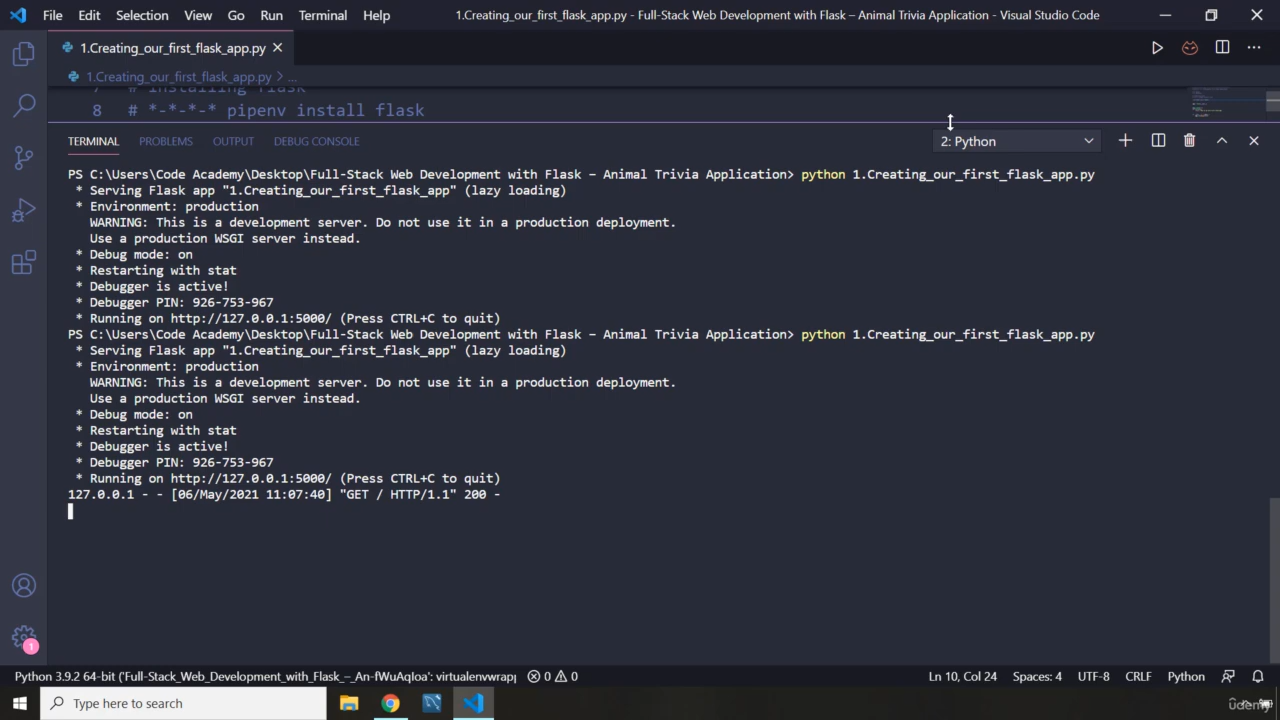 File Edit Selection View Go Run Terminal Help 1.Creating_our_first_flask_app.py - Full-Stack Web Development with Flask – Animal Trivia Application - Visual Studio Code
1.Creating_our_first_flask_app.py
1.Creating_our_first_flask_app.py > ...
7 # installing flask
8 # *-*-*-* pipenv install flask
TERMINAL PROBLEMS OUTPUT DEBUG CONSOLE 2: Python
PS C:\Users\Code Academy\Desktop\Full-Stack Web Development with Flask – Animal Trivia Application> python 1.Creating_our_first_flask_app.py
* Serving Flask app "1.Creating_our_first_flask_app" (lazy loading)
* Environment: production
WARNING: This is a development server. Do not use it in a production deployment.
Use a production WSGI server instead.
* Debug mode: on
* Restarting with stat
* Debugger is active!
* Debugger PIN: 926-753-967
* Running on http://127.0.0.1:5000/ (Press CTRL+C to quit)
PS C:\Users\Code Academy\Desktop\Full-Stack Web Development with Flask – Animal Trivia Application> python 1.Creating_our_first_flask_app.py
* Serving Flask app "1.Creating_our_first_flask_app" (lazy loading)
* Environment: production
WARNING: This is a development server. Do not use it in a production deployment.
Use a production WSGI server instead.
* Debug mode: on
* Restarting with stat
* Debugger is active!
* Debugger PIN: 926-753-967
* Running on http://127.0.0.1:5000/ (Press CTRL+C to quit)
127.0.0.1 - - [06/May/2021 11:07:40] "GET / HTTP/1.1" 200 -
1
Python 3.9.2 64-bit ('Full-Stack_Web_Development_with_Flask_–_An-fWuAqloa': virtualenvwrapp 0 0 Ln 10, Col 24 Spaces: 4 UTF-8 CRLF Python
Type here to search
udemy